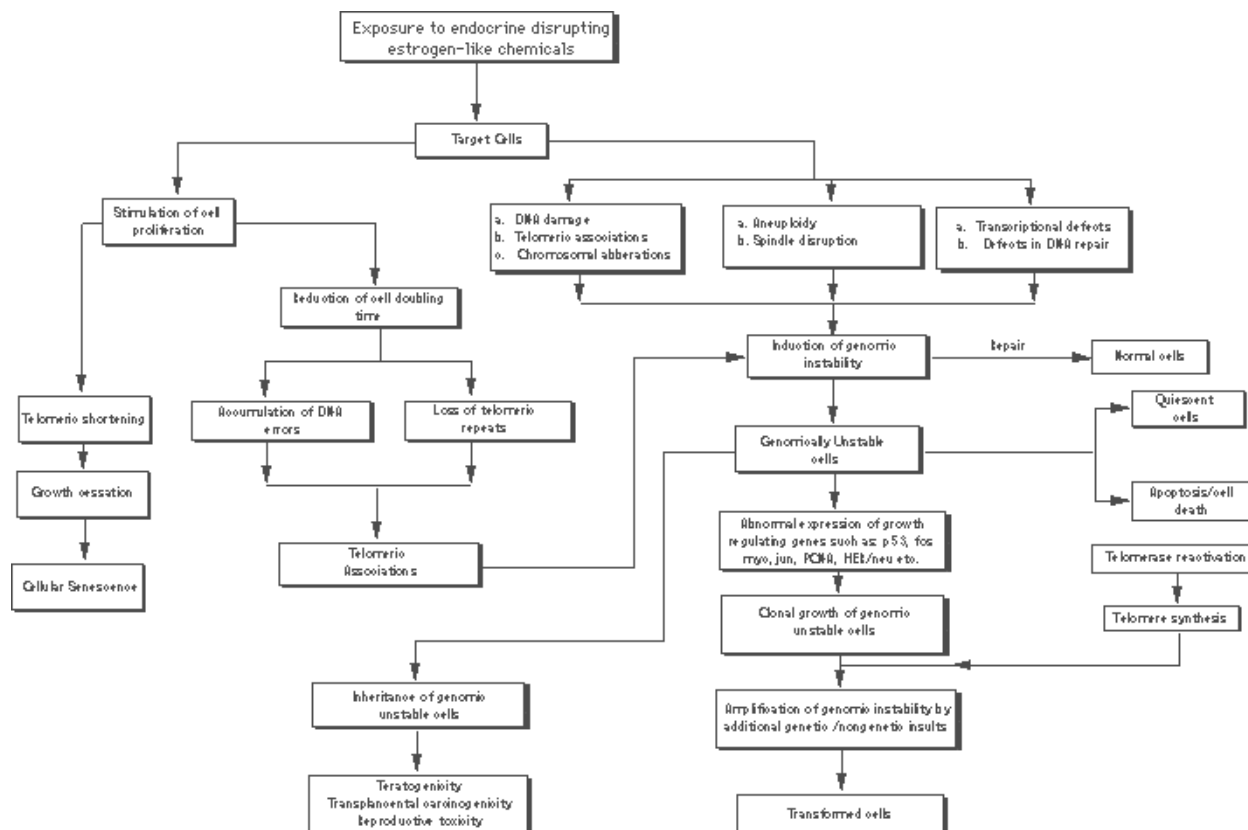 Exposure to endocrine disrupting
estrogen-like chemicals
Target Cells
Stimulation of cell
proliferation
a. DNA damage
b. Telomeric associations
c. Chromosomal abberations
a. Aneuploidy
b. Spindle disruption
a. Transcriptional defects
b. Defects in DNA repair
Reduction of cell doubling
time
Induction of genomic
instability
Repair
Normal cells
Telomeric shortening
Accumulation of DNA
errors
Loss of telomeric
repeats
Quiescent
cells
Genomically Unstable
cells
Growth cessation
Apoptosis/cell
death
Abnormal expression of growth
regulating genes such as: p53, fos
myc, jun, PCNA, HER/neu etc.
Telomeric
Associations
Telomerase reactivation
Cellular Senescence
Clonal growth of genomic
unstable cells
Telomere synthesis
Inheritance of genomic
unstable cells
Amplification of genomic instability by
additional genetic /nongenetic insults
Teratogenicity
Transplancental carcinogenicity
Reproductive toxicity
Transformed cells